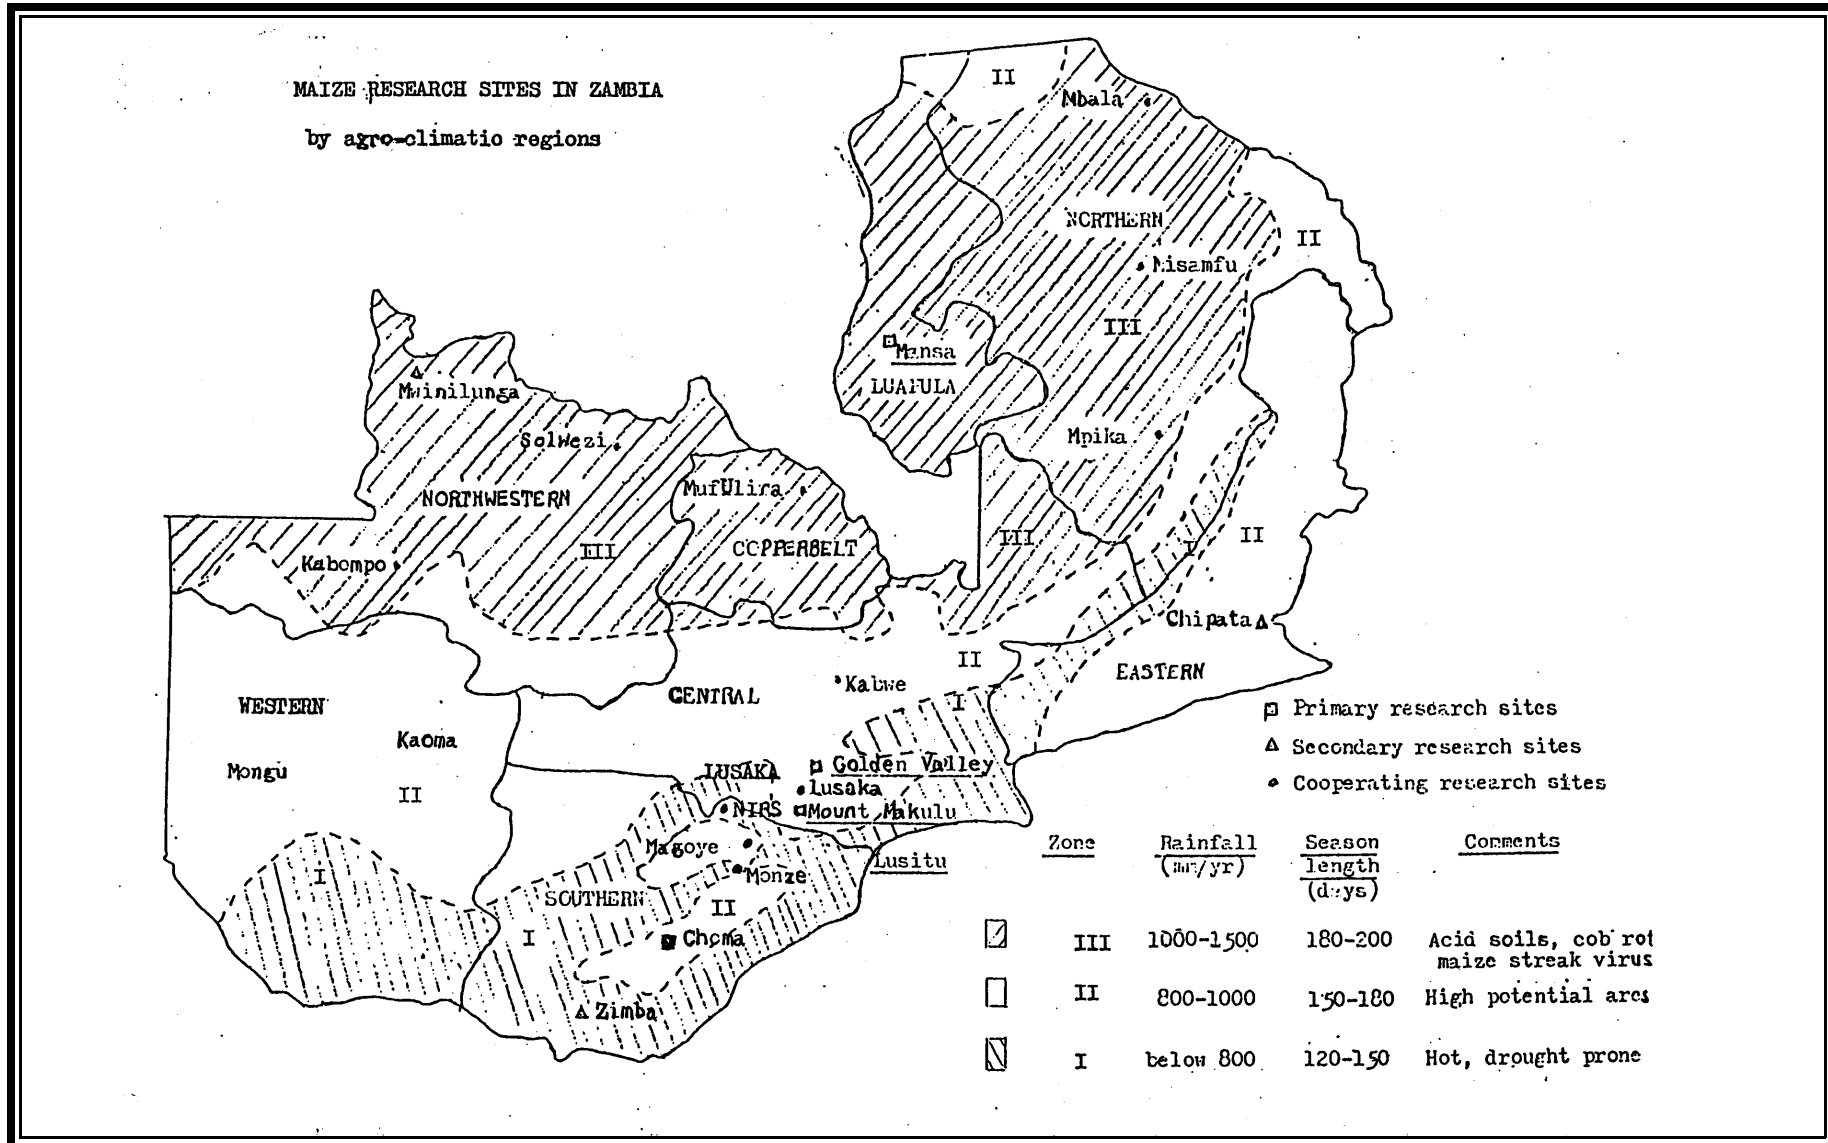 MAIZE RESEARCH SITES IN ZAMBIA
by agro-climatic regions
II
Mbala
NORTHERN
II
Misamfu
III
Mansa
LUAPULA
Mwinilunga
Solwezi
Mpika
NORTHWESTERN
MufUlira
III
COPPERBELT
III
I
II
Kabompo
Chipata
II
EASTERN
WESTERN
CENTRAL
Kabwe
I
Kaoma
Mongu
II
LUSAKA
Golden Valley
Lusaka
NIRS
Mount Makulu
Magoye
Lusitu
Monze
I
SOUTHERN
II
I
Choma
Zimba
Primary research sites
Secondary research sites
Cooperating research sites
Zone Rainfall Season Comments
(mm/yr) length
(days)
III 1000-1500 180-200 Acid soils, cob rot
maize streak virus
II 800-1000 150-180 High potential area
I below 800 120-150 Hot, drought prone